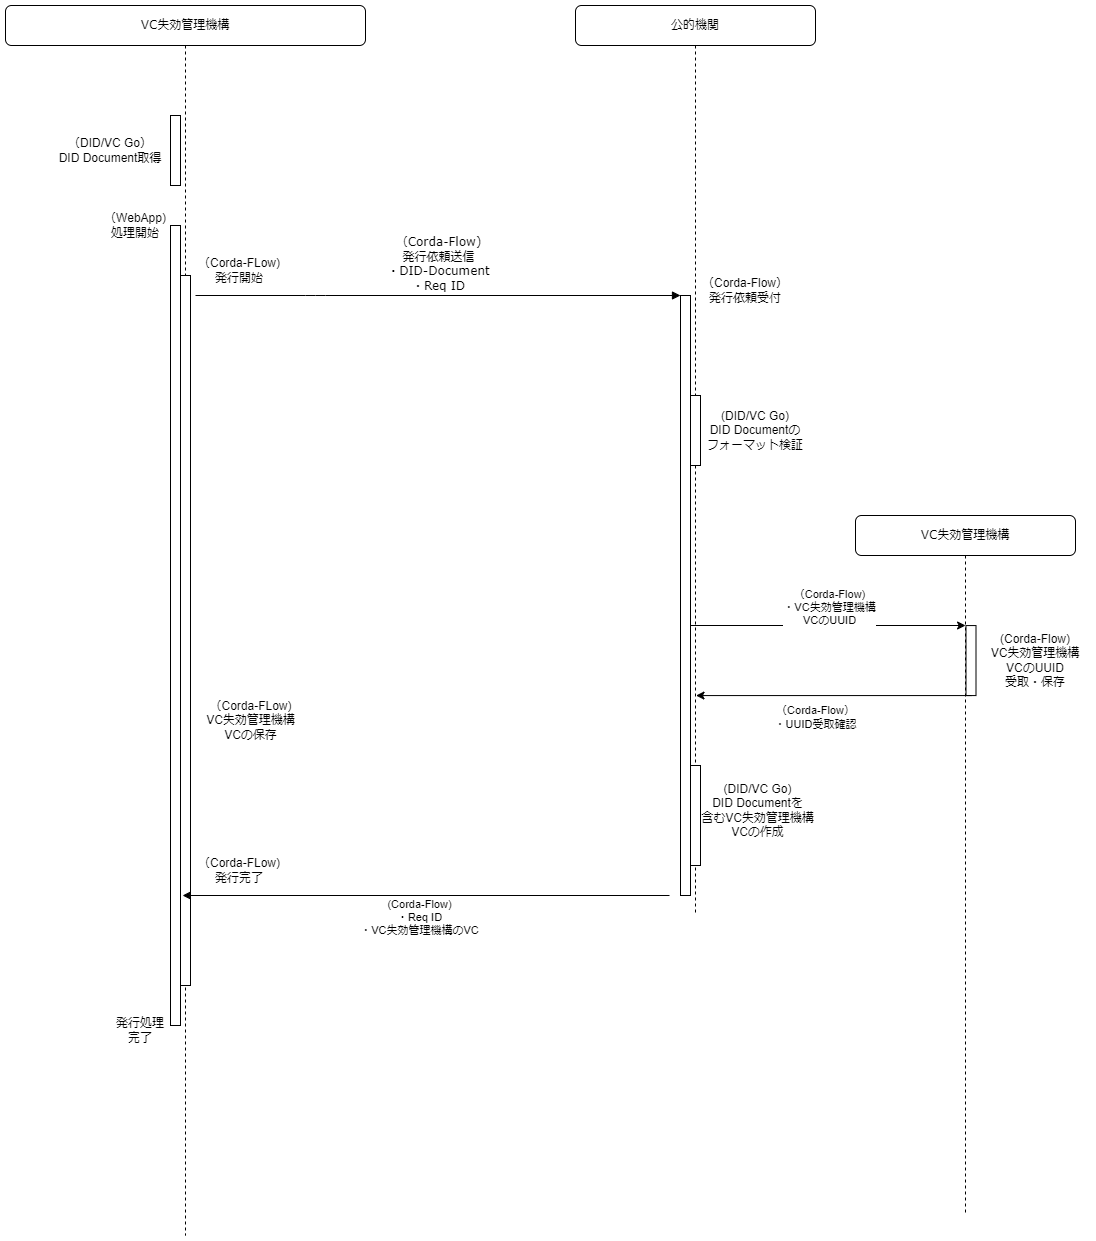 VC失効管理機構
公的機関
（DID/VC Go）
DID Document取得
（WebApp)
処理開始
（Corda-FLow)
発行開始
（Corda-Flow）
発行依頼送信
・DID-Document
・Req ID
（Corda-Flow）
発行依頼受付
(DID/VC Go)
DID Documentの
フォーマット検証
VC失効管理機構
（Corda-Flow)
・VC失効管理機構
VCのUUID
(Corda-Flow)
VC失効管理機構
VCのUUID
受取・保存
（Corda-FLow)
VC失効管理機構
VCの保存
（Corda-Flow）
・UUID受取確認
(DID/VC Go)
DID Documentを
含むVC失効管理機構
VCの作成
（Corda-FLow)
発行完了
(Corda-Flow)
・Req ID
・VC失効管理機構のVC
発行処理
完了